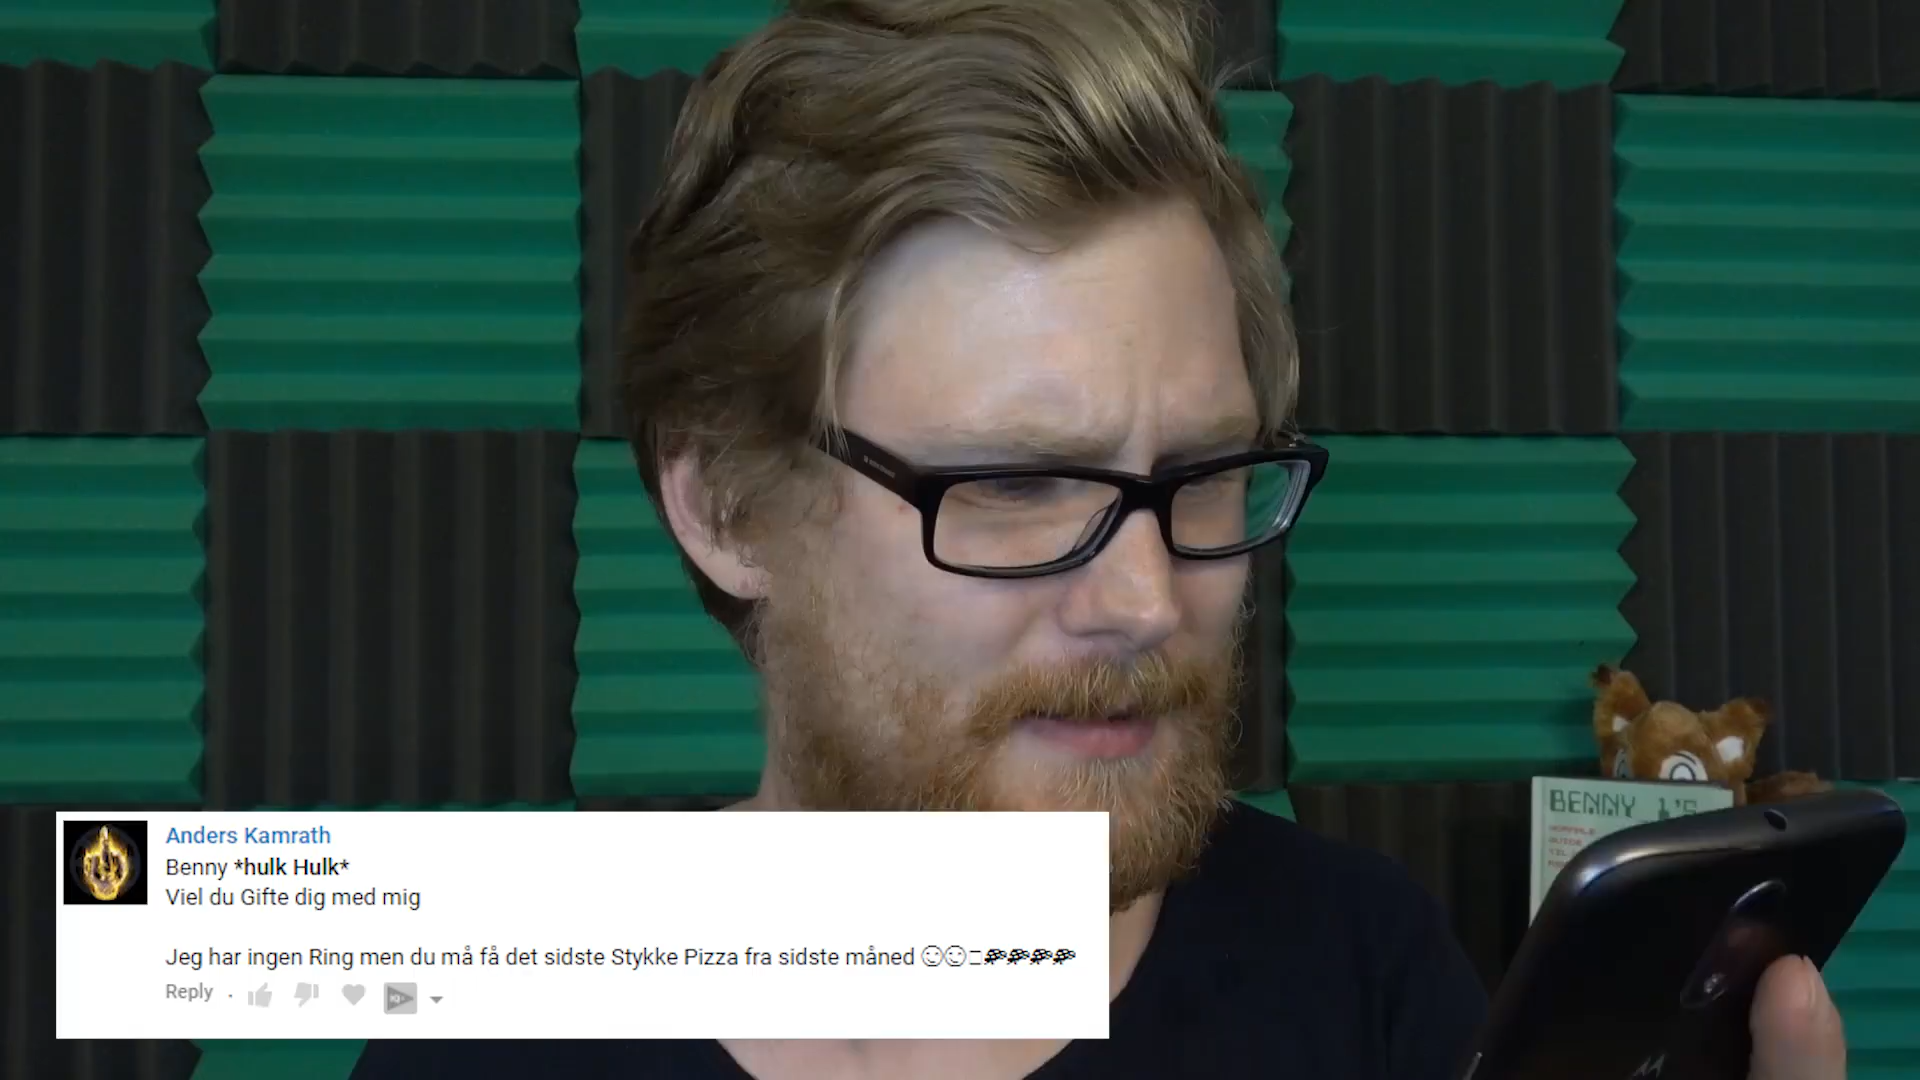 BENNY 1'S
Anders Kamrath
Benny *hulk Hulk*
Viel du Gifte dig med mig
Jeg har ingen Ring men du må få det sidste Stykke Pizza fra sidste måned ☺☺□🍕🍕🍕🍕
Reply